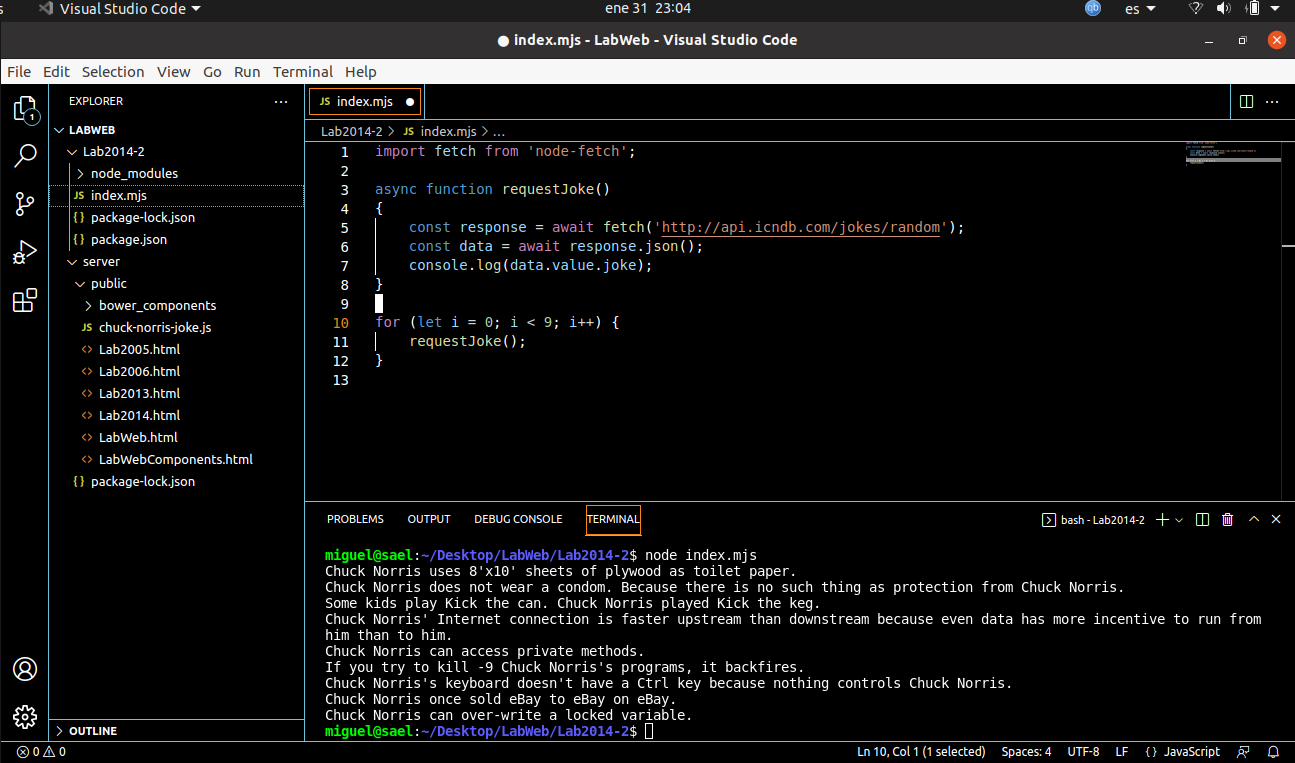 Visual Studio Code
ene 31 23:04
es
index.mjs - LabWeb - Visual Studio Code
File Edit Selection View Go Run Terminal Help
EXPLORER
1
LABWEB
Lab2014-2
node_modules
JS index.mjs
{} package-lock.json
{} package.json
server
public
bower_components
JS chuck-norris-joke.js
<> Lab2005.html
<> Lab2006.html
<> Lab2013.html
<> Lab2014.html
<> LabWeb.html
<> LabWebComponents.html
{} package-lock.json
OUTLINE
JS index.mjs
Lab2014-2 > JS index.mjs > ...
1 import fetch from 'node-fetch';
2
3 async function requestJoke()
4 {
5 const response = await fetch('http://api.icndb.com/jokes/random');
6 const data = await response.json();
7 console.log(data.value.joke);
8 }
9
10 for (let i = 0; i < 9; i++) {
11 requestJoke();
12 }
13
PROBLEMS OUTPUT DEBUG CONSOLE TERMINAL bash - Lab2014-2
miguel@sael:~/Desktop/LabWeb/Lab2014-2$ node index.mjs
Chuck Norris uses 8'x10' sheets of plywood as toilet paper.
Chuck Norris does not wear a condom. Because there is no such thing as protection from Chuck Norris.
Some kids play Kick the can. Chuck Norris played Kick the keg.
Chuck Norris' Internet connection is faster upstream than downstream because even data has more incentive to run from
him than to him.
Chuck Norris can access private methods.
If you try to kill -9 Chuck Norris's programs, it backfires.
Chuck Norris's keyboard doesn't have a Ctrl key because nothing controls Chuck Norris.
Chuck Norris once sold eBay to eBay on eBay.
Chuck Norris can over-write a locked variable.
miguel@sael:~/Desktop/LabWeb/Lab2014-2$
0 0 Ln 10, Col 1 (1 selected) Spaces: 4 UTF-8 LF {} JavaScript